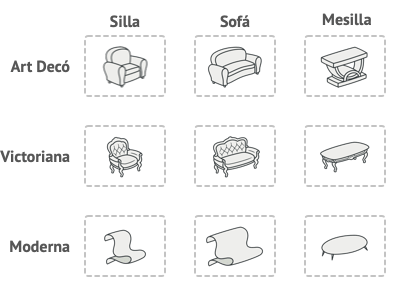 Silla Sofá Mesilla
Art Decó
Victoriana
Moderna